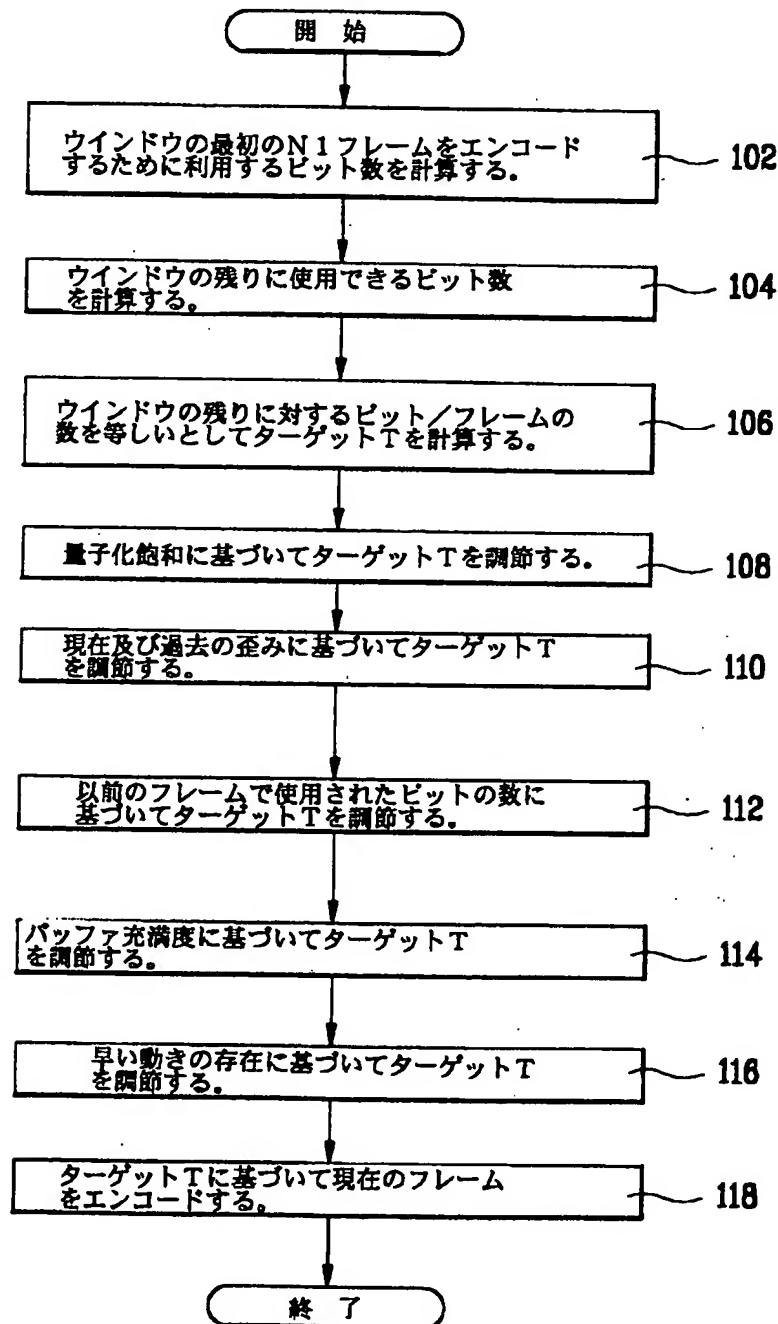 開 始
ウインドウの最初のN1フレームをエンコード
するために利用するビット数を計算する。
102
ウインドウの残りに使用できるビット数
を計算する。
104
ウインドウの残りに対するビット/フレームの
数を等しいとしてターゲットTを計算する。
106
量子化飽和に基づいてターゲットTを調節する。
108
現在及び過去の歪みに基づいてターゲットT
を調節する。
110
以前のフレームで使用されたビットの数に
基づいてターゲットTを調節する。
112
バッファ充満度に基づいてターゲットT
を調節する。
114
早い動きの存在に基づいてターゲットT
を調節する。
116
ターゲットTに基づいて現在のフレーム
をエンコードする。
118
終 了